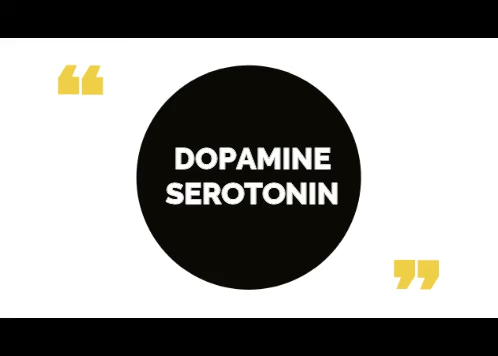 “
DOPAMINE
SEROTONIN
”